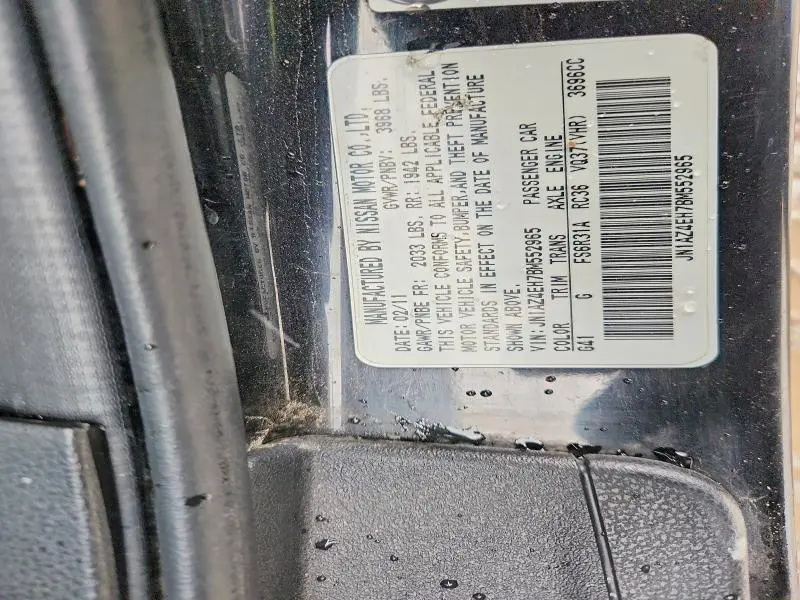 MANUFACTURED BY NISSAN MOTOR CO.,LTD.
DATE: 02/11 GVWR/PNBV: 3968 LBS.
GAWR/PNBE FR: 2033 LBS. RR: 1942 LBS.
THIS VEHICLE CONFORMS TO ALL APPLICABLE FEDERAL
MOTOR VEHICLE SAFETY, BUMPER, AND THEFT PREVENTION
STANDARDS IN EFFECT ON THE DATE OF MANUFACTURE
SHOWN ABOVE.
VIN: JN1AZ4EH7BM552965 PASSENGER CAR
COLOR TRIM TRANS AXLE ENGINE
G41 G FS6R31A RC36 VQ37(VHR) 3696CC
JN1AZ4EH7BM552965